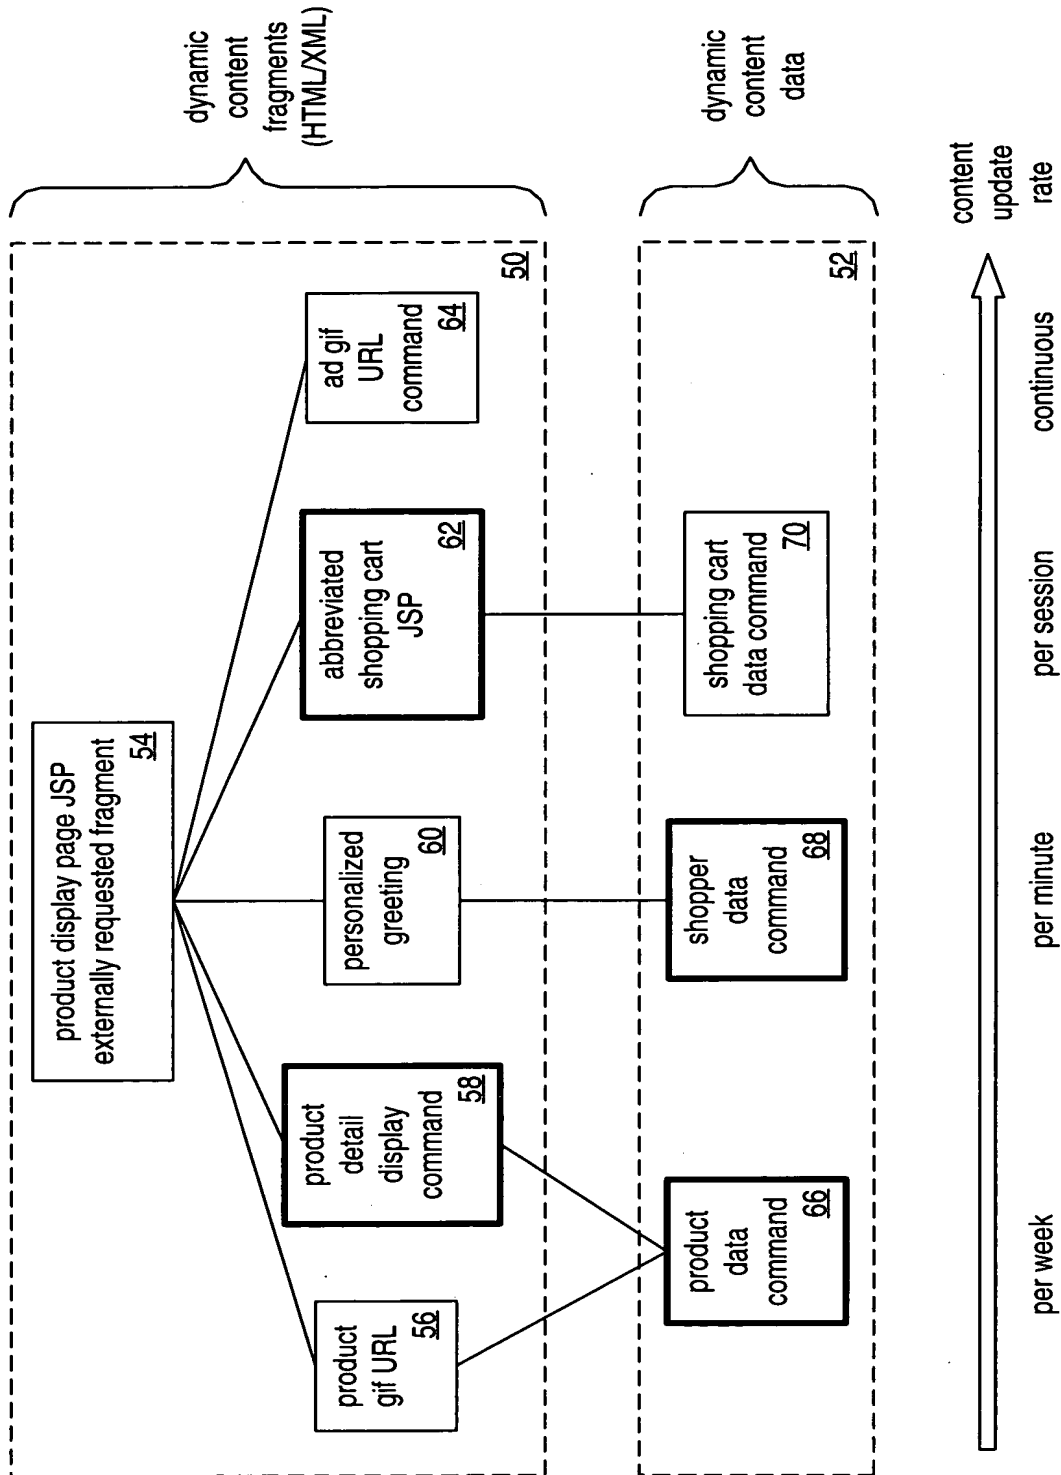 product display page JSP
externally requested fragment
54
product
gif URL
56
product
detail
display
command
58
personalized
greeting
60
abbreviated
shopping cart
JSP
62
ad gif
URL
command
64
50
dynamic
content
fragments
(HTML/XML)
product
data
command
66
shopper
data
command
68
shopping cart
data command
70
52
dynamic
content
data
per week
per minute
per session
continuous
content
update
rate